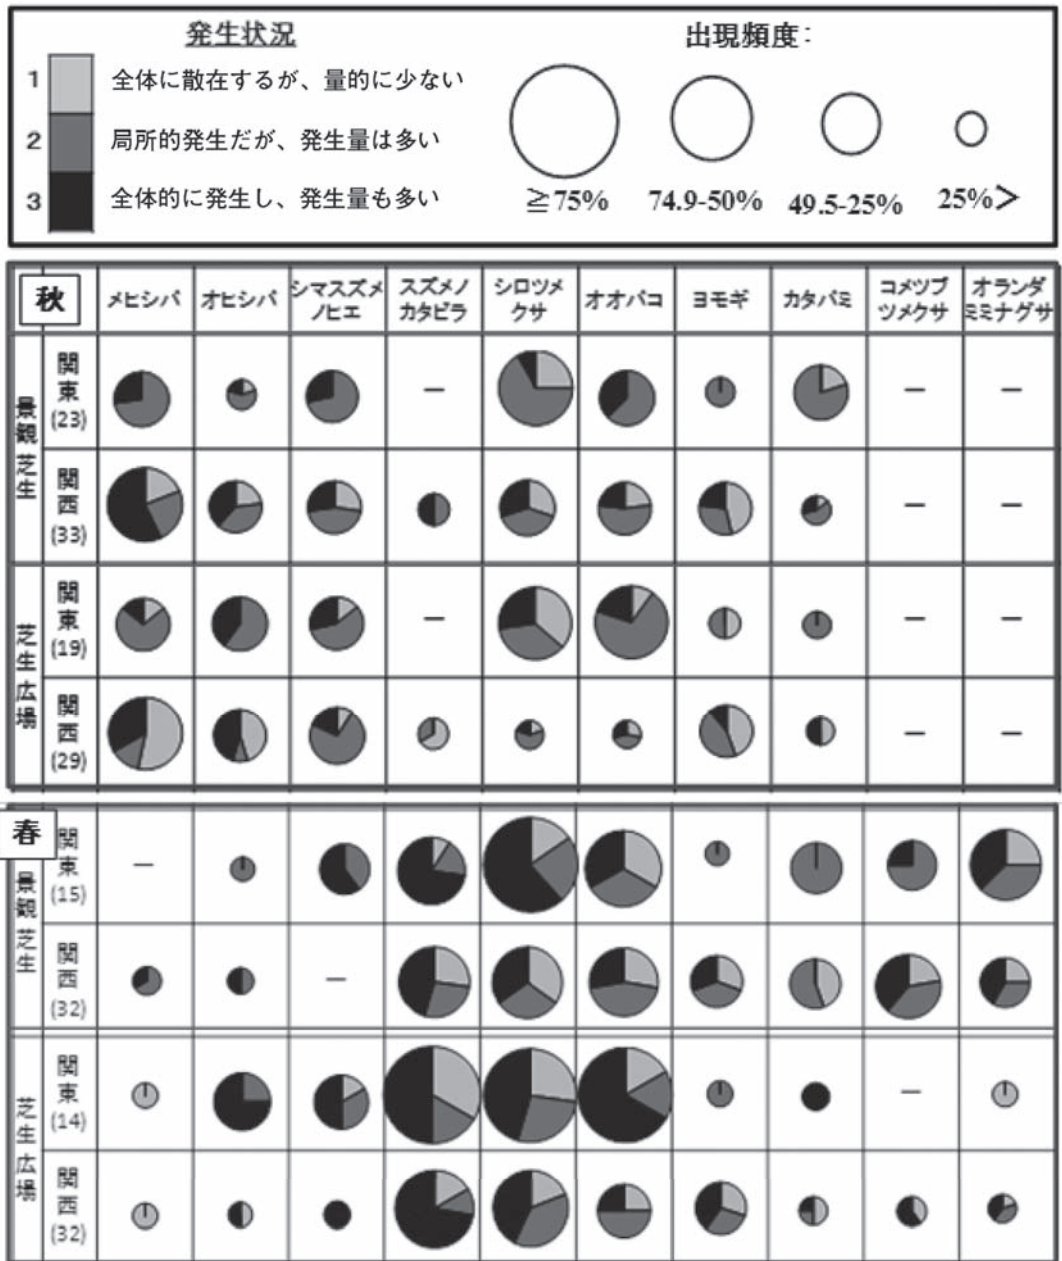 発生状況
出現頻度:
1 全体に散在するが、量的に少ない
2 局所的発生だが、発生量は多い
3 全体的に発生し、発生量も多い
≧75% 74.9-50% 49.5-25% 25%>
秋 メヒシバ オヒシバ シマスズメノヒエ スズメノカタビラ シロツメクサ オオバコ ヨモギ カタバミ コメツブツメクサ オランダミミナグサ
景観芝生
関東(23) － － －
関西(33) － －
芝生広場
関東(19) － － －
関西(29) － －
春
景観芝生
関東(15) －
関西(32) －
芝生広場
関東(14) －
関西(32)